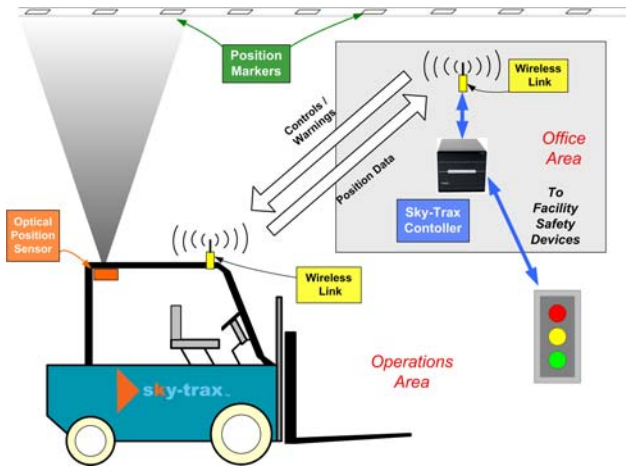 Position
Markers
Wireless
Link
Controls /
Warnings
Position Data
Office
Area
To
Facility
Safety
Devices
Sky-Trax
Contoller
Optical
Position
Sensor
Wireless
Link
Operations
Area
sky-trax